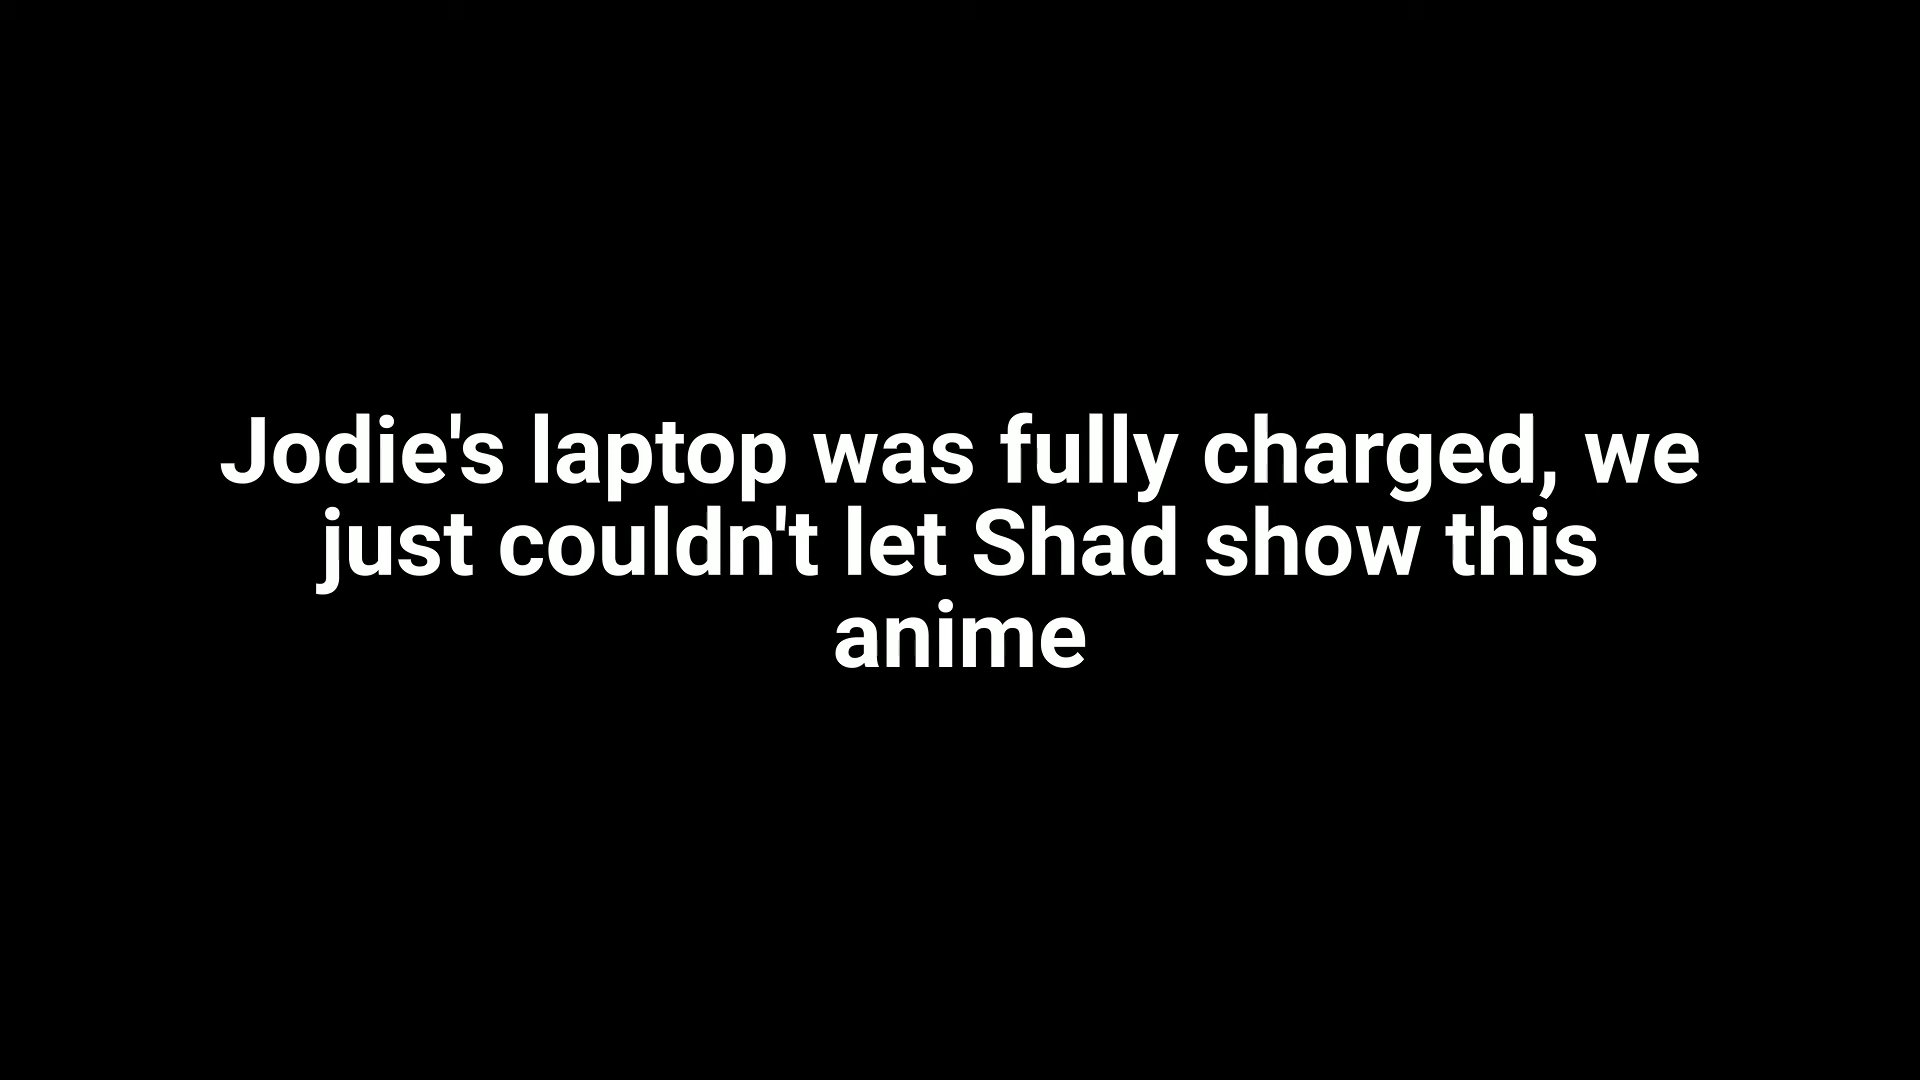 Jodie's laptop was fully charged, we
just couldn't let Shad show this
anime